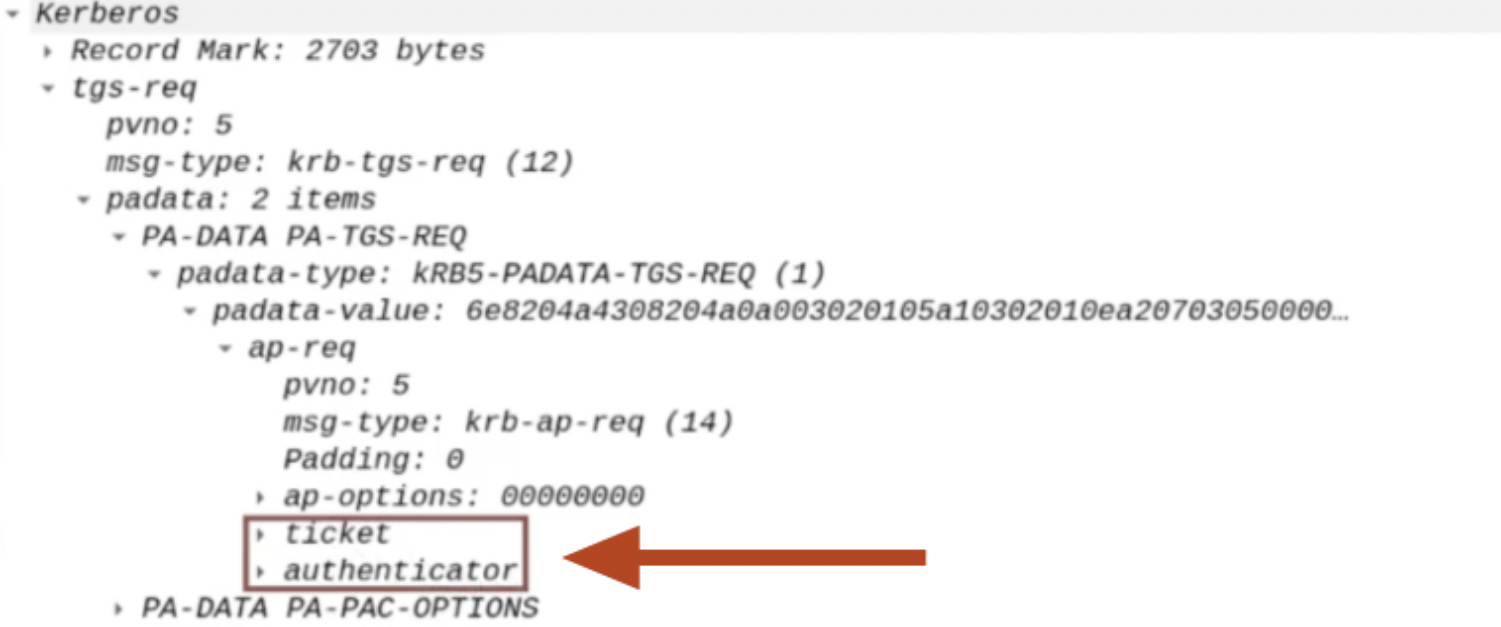 Kerberos
Record Mark: 2703 bytes
tgs-req
pvno: 5
msg-type: krb-tgs-req (12)
padata: 2 items
PA-DATA PA-TGS-REQ
padata-type: kRB5-PADATA-TGS-REQ (1)
padata-value: 6e8204a4308204a0a003020105a10302010ea20703050000…
ap-req
pvno: 5
msg-type: krb-ap-req (14)
Padding: 0
ap-options: 00000000
ticket
authenticator
PA-DATA PA-PAC-OPTIONS